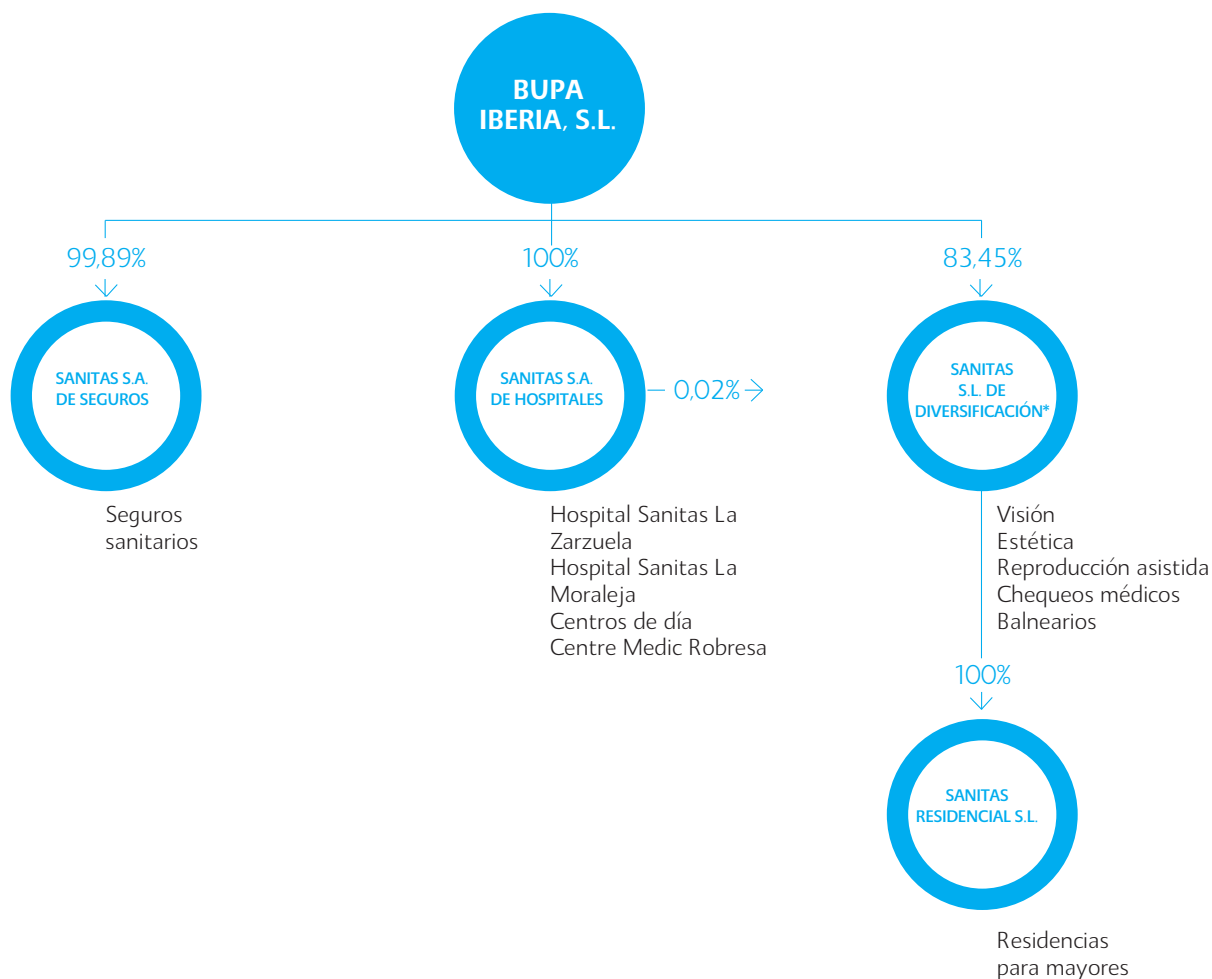 BUPA
IBERIA, S.L.
99,89%
100%
83,45%
SANITAS S.A.
DE SEGUROS
SANITAS S.A.
DE HOSPITALES
0,02%
SANITAS
S.L. DE
DIVERSIFICACIÓN*
Seguros
sanitarios
Hospital Sanitas La
Zarzuela
Hospital Sanitas La
Moraleja
Centros de día
Centre Medic Robresa
Visión
Estética
Reproducción asistida
Chequeos médicos
Balnearios
100%
SANITAS
RESIDENCIAL S.L.
Residencias
para mayores